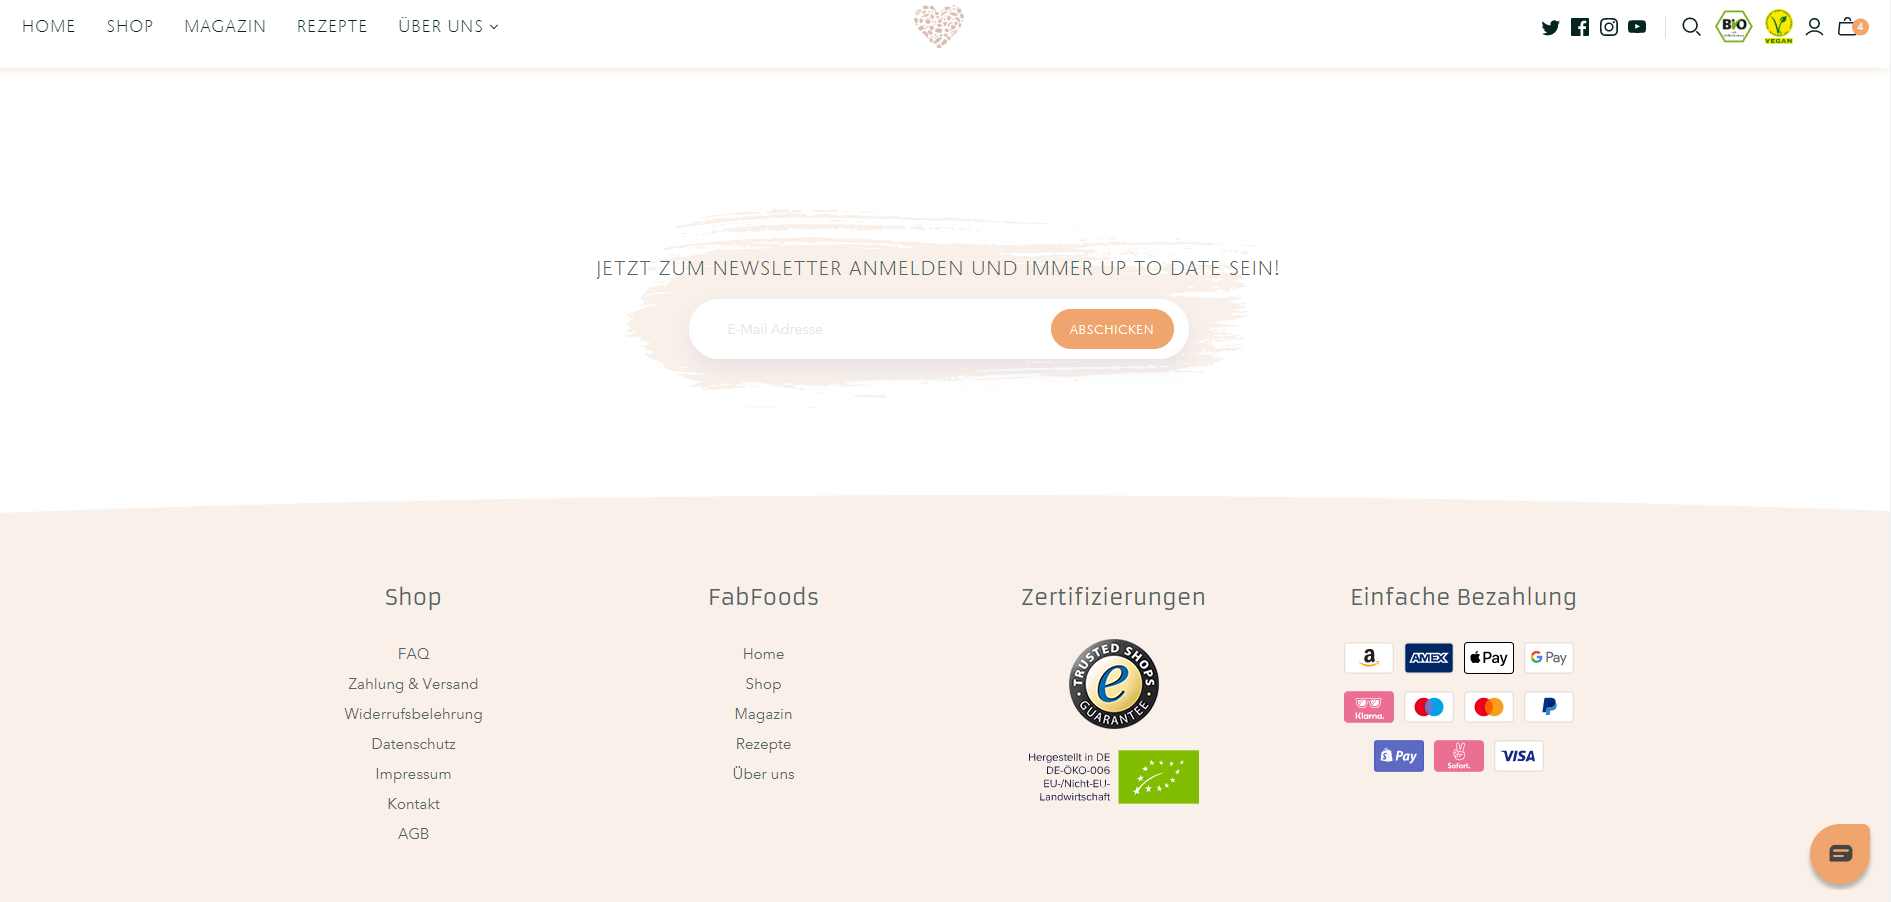 HOME SHOP MAGAZIN REZEPTE ÜBER UNS
BIO
VEGAN
4
JETZT ZUM NEWSLETTER ANMELDEN UND IMMER UP TO DATE SEIN!
E-Mail Adresse
ABSCHICKEN
Shop
FAQ
Zahlung & Versand
Widerrufsbelehrung
Datenschutz
Impressum
Kontakt
AGB
FabFoods
Home
Shop
Magazin
Rezepte
Über uns
Zertifizierungen
TRUSTED SHOPS
e
GUARANTEE
Hergestellt in DE
DE-ÖKO-006
EU-/Nicht-EU-
Landwirtschaft
Einfache Bezahlung
a AMEX Pay G Pay
Klarna. P
Pay Sofort. VISA